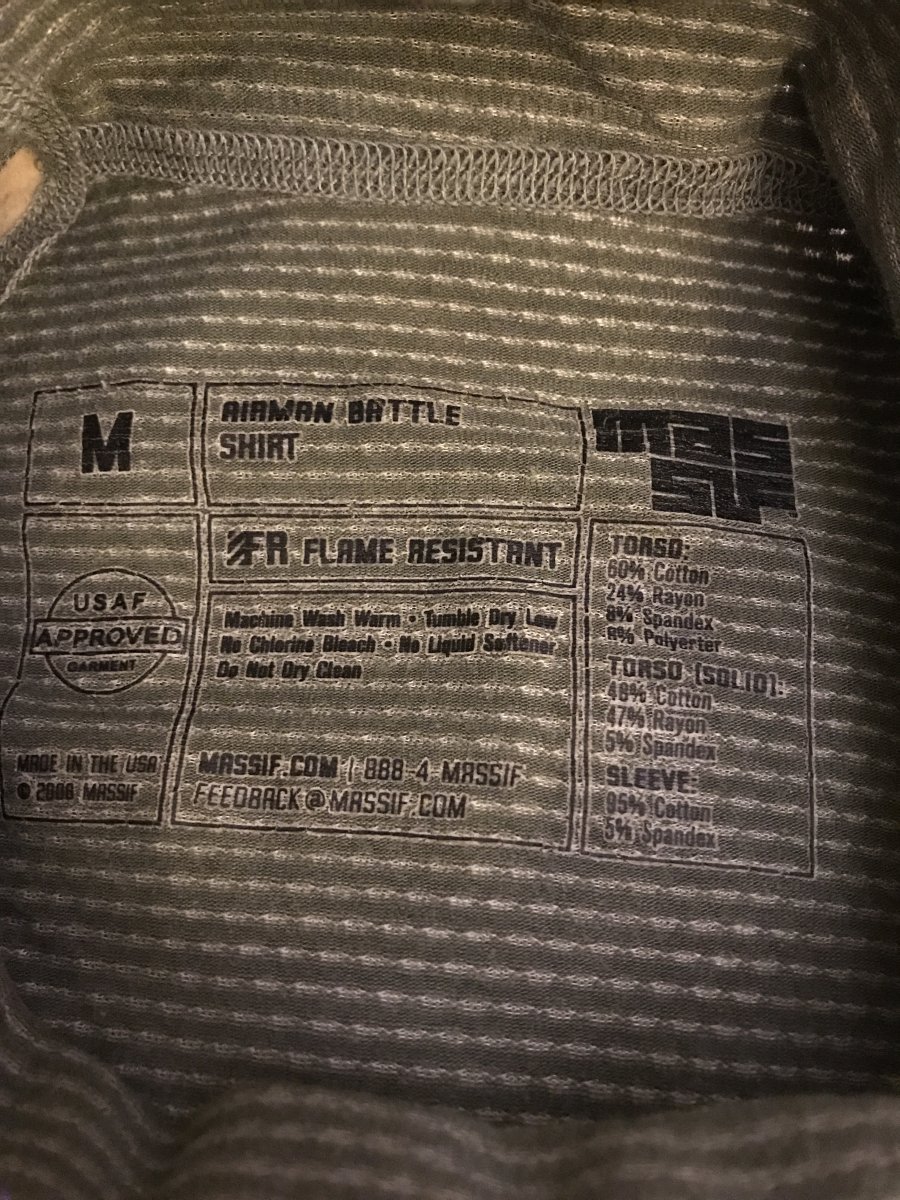 M
AIRMAN BATTLE
SHIRT
MASSIF
FR FLAME RESISTANT
USAF
APPROVED
GARMENT
MADE IN THE USA
© 2008 MASSIF
Machine Wash Warm • Tumble Dry Low
No Chlorine Bleach • No Liquid Softener
Do Not Dry Clean
MASSIF.COM | 888-4-MASSIF
FEEDBACK@MASSIF.COM
TORSO:
60% Cotton
24% Rayon
8% Spandex
8% Polyerter
TORSO (SOLID):
48% Cotton
47% Rayon
5% Spandex
SLEEVE:
95% Cotton
5% Spandex